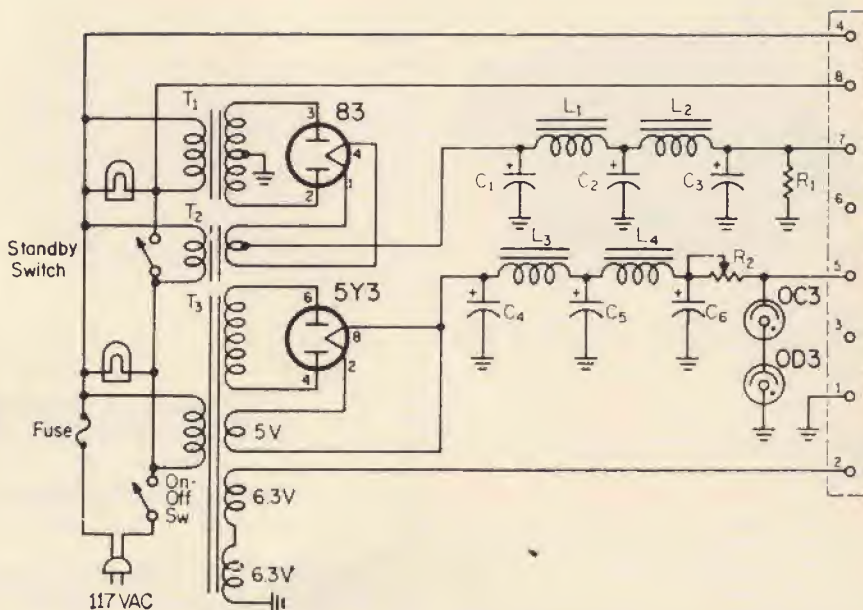 4
8
T1
3
83
4
1
2
L1
L2
7
C1
C2
C3
R1
6
T2
Standby
Switch
L3
L4
R2
5
T3
6
5Y3
8
2
4
C4
C5
C6
OC3
3
OD3
1
Fuse
5V
2
On-
Off
Sw
6.3V
6.3V
117 VAC